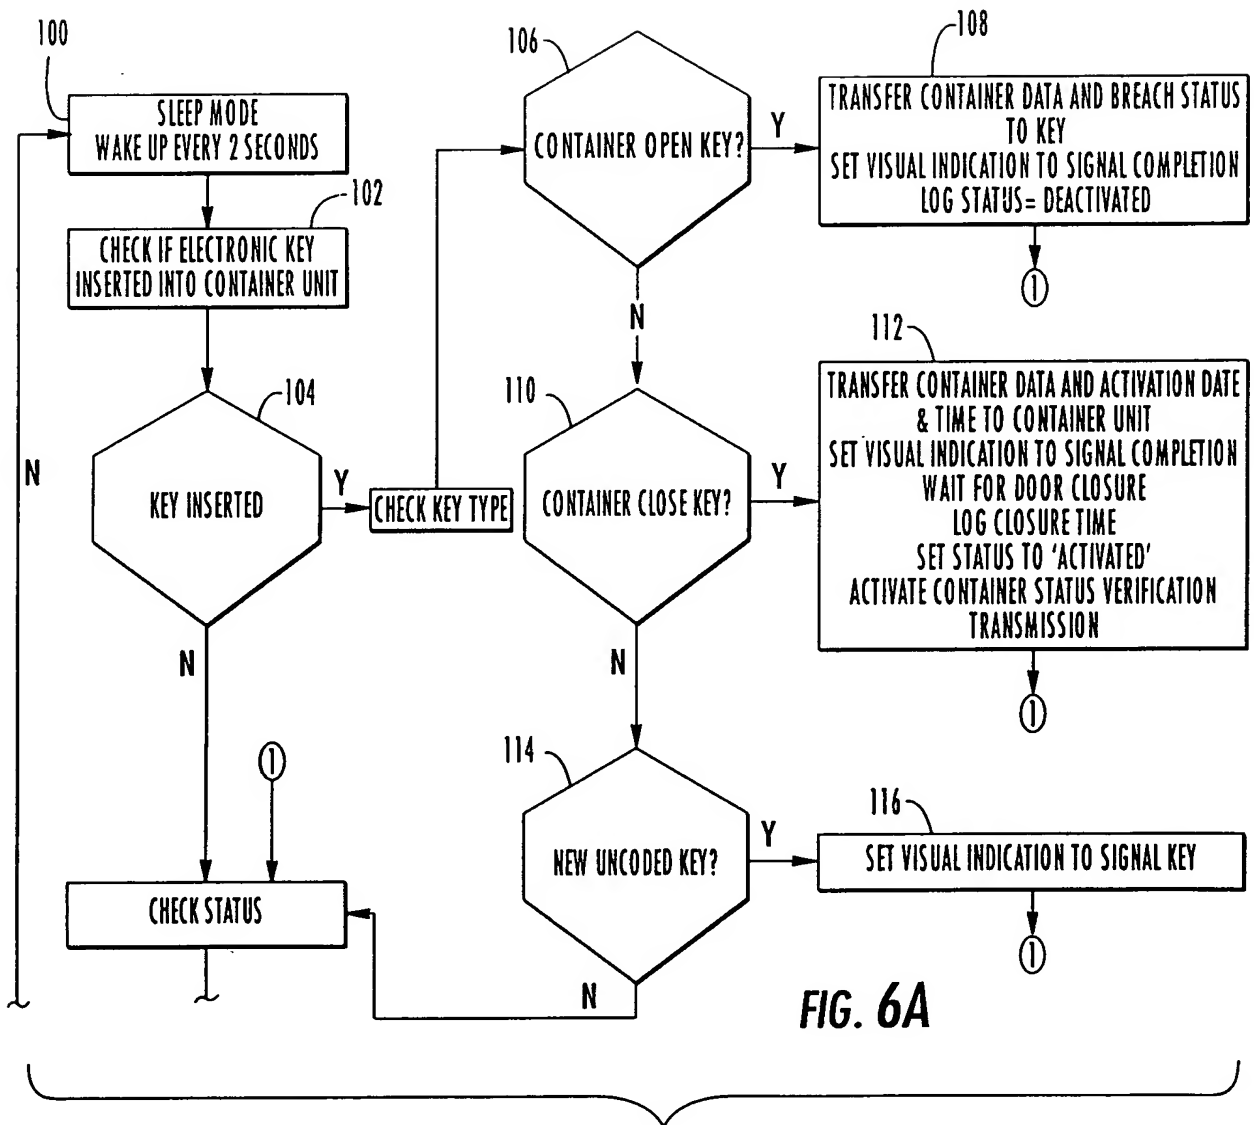 100
SLEEP MODE
WAKE UP EVERY 2 SECONDS
102
CHECK IF ELECTRONIC KEY
INSERTED INTO CONTAINER UNIT
104
KEY INSERTED
Y
CHECK KEY TYPE
N
N
1
CHECK STATUS
106
CONTAINER OPEN KEY?
Y
N
108
TRANSFER CONTAINER DATA AND BREACH STATUS
TO KEY
SET VISUAL INDICATION TO SIGNAL COMPLETION
LOG STATUS= DEACTIVATED
1
110
CONTAINER CLOSE KEY?
Y
N
112
TRANSFER CONTAINER DATA AND ACTIVATION DATE
& TIME TO CONTAINER UNIT
SET VISUAL INDICATION TO SIGNAL COMPLETION
WAIT FOR DOOR CLOSURE
LOG CLOSURE TIME
SET STATUS TO 'ACTIVATED'
ACTIVATE CONTAINER STATUS VERIFICATION
TRANSMISSION
1
114
NEW UNCODED KEY?
Y
N
116
SET VISUAL INDICATION TO SIGNAL KEY
1
FIG. 6A